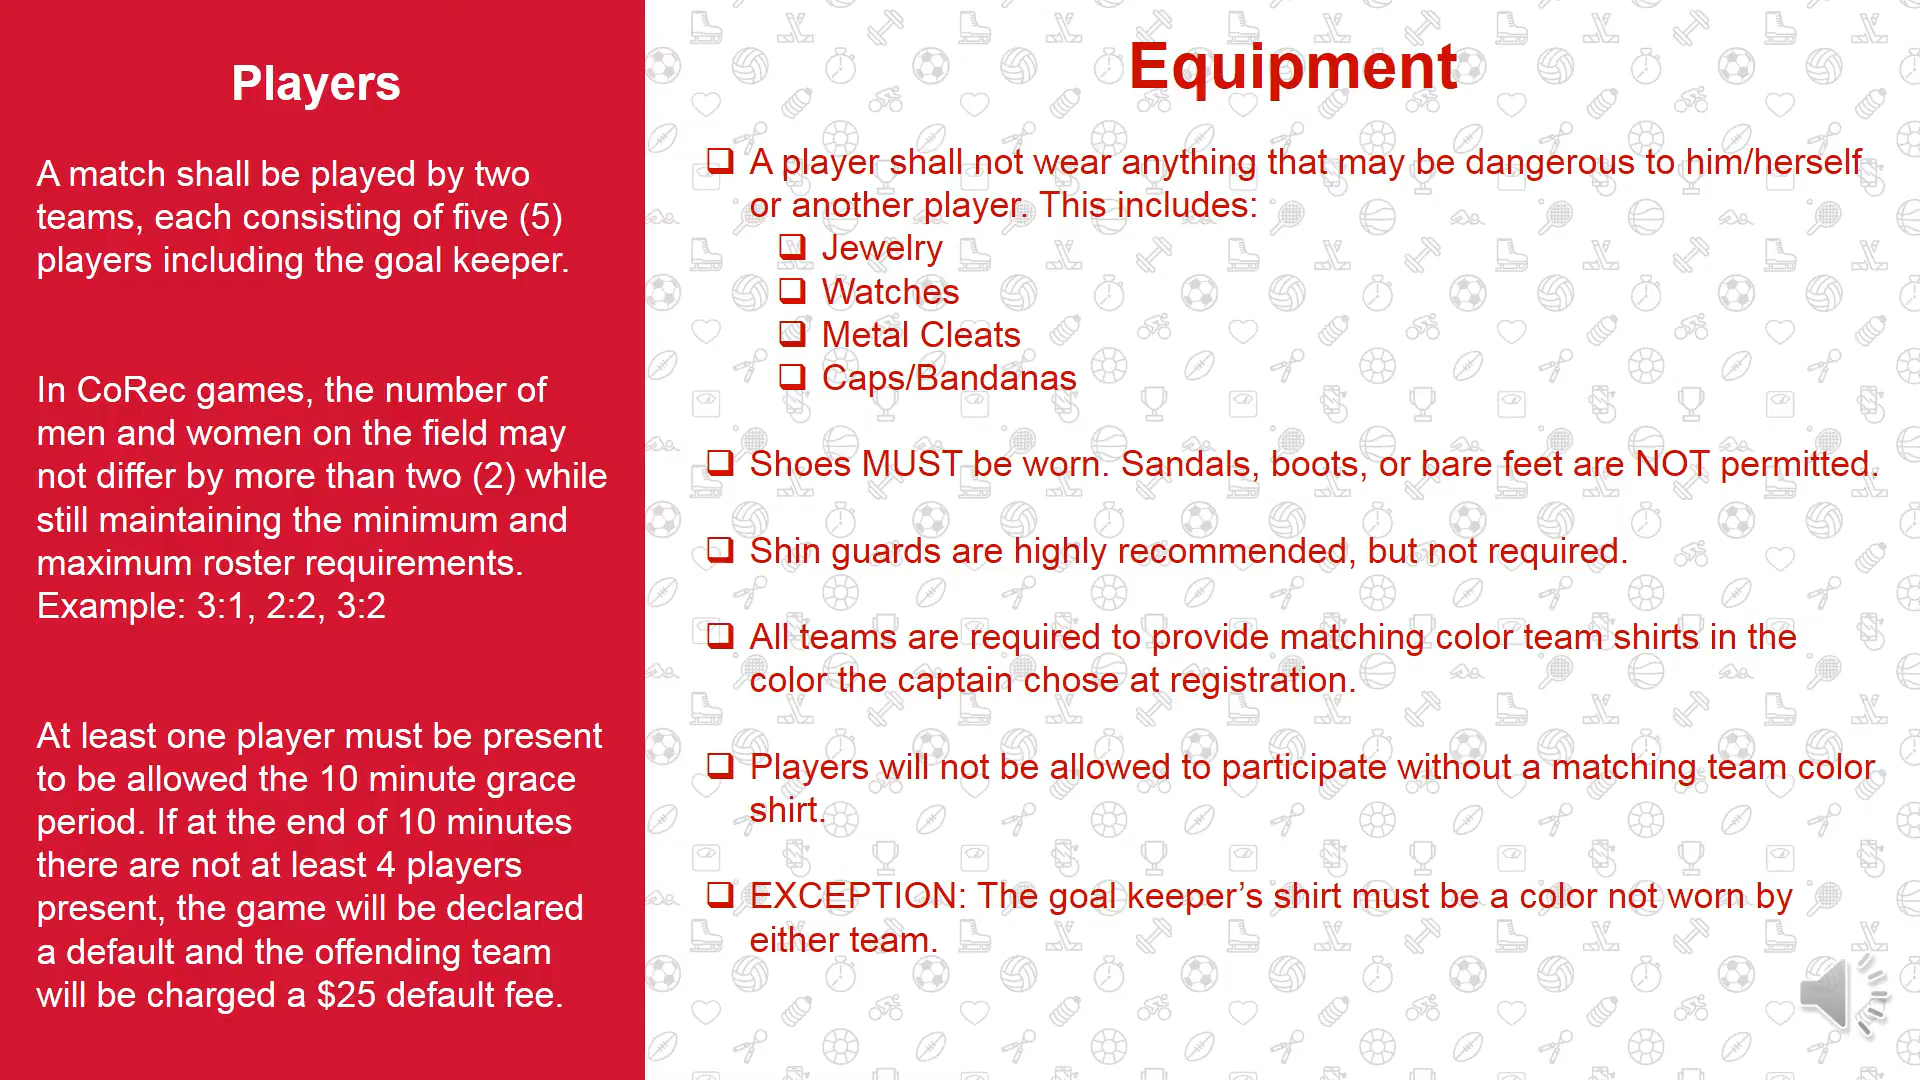 Players
A match shall be played by two
teams, each consisting of five (5)
players including the goal keeper.
In CoRec games, the number of
men and women on the field may
not differ by more than two (2) while
still maintaining the minimum and
maximum roster requirements.
Example: 3:1, 2:2, 3:2
At least one player must be present
to be allowed the 10 minute grace
period. If at the end of 10 minutes
there are not at least 4 players
present, the game will be declared
a default and the offending team
will be charged a $25 default fee.
Equipment
A player shall not wear anything that may be dangerous to him/herself
or another player. This includes:
Jewelry
Watches
Metal Cleats
Caps/Bandanas
Shoes MUST be worn. Sandals, boots, or bare feet are NOT permitted.
Shin guards are highly recommended, but not required.
All teams are required to provide matching color team shirts in the
color the captain chose at registration.
Players will not be allowed to participate without a matching team color
shirt.
EXCEPTION: The goal keeper’s shirt must be a color not worn by
either team.